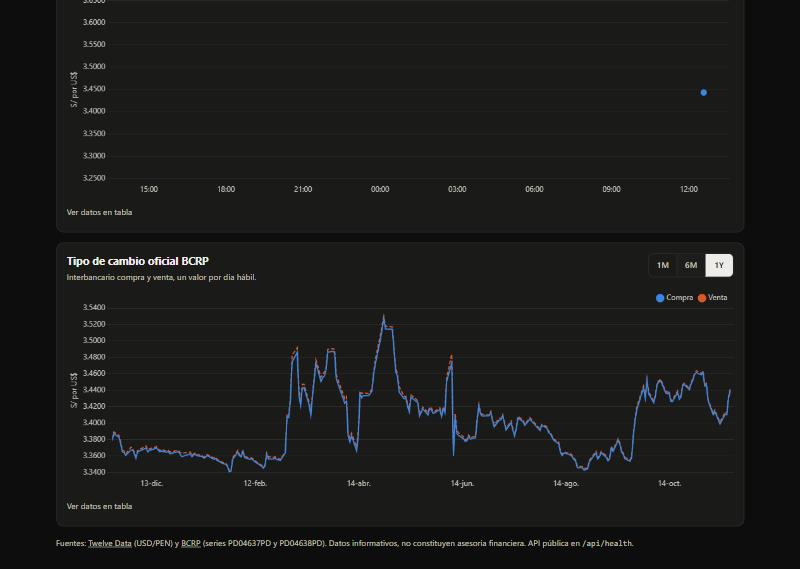 3.6500
3.6000
3.5500
3.5000
3.4500
3.4000
3.3500
3.3000
3.2500
S/ por US$
15:00 18:00 21:00 00:00 03:00 06:00 09:00 12:00
Ver datos en tabla
Tipo de cambio oficial BCRP
1M 6M 1Y
Interbancario compra y venta, un valor por día hábil.
Compra Venta
3.5400
3.5200
3.5000
3.4800
3.4600
3.4400
3.4200
3.4000
3.3800
3.3600
3.3400
S/ por US$
13-dic. 12-feb. 14-abr. 14-jun. 14-ago. 14-oct.
Ver datos en tabla
Fuentes: Twelve Data (USD/PEN) y BCRP (series PD04637PD y PD04638PD). Datos informativos, no constituyen asesoría financiera. API pública en /api/health.